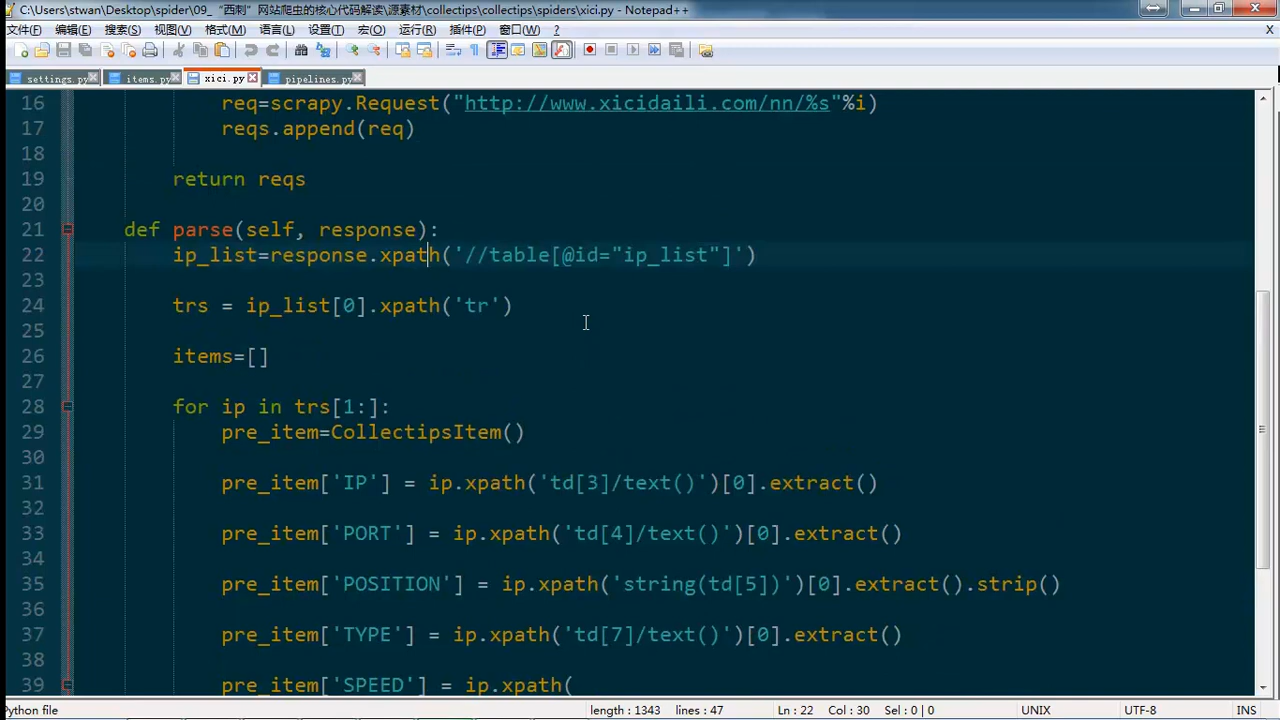 C:\Users\stwan\Desktop\spider\09_“西刺”网站爬虫的核心代码解读\源素材\collectips\collectips\spiders\xici.py - Notepad++
文件(F) 编辑(E) 搜索(S) 视图(V) 格式(M) 语言(L) 设置(T) 宏(O) 运行(R) 插件(P) 窗口(W) ? X
settings.py items.py xici.py pipelines.py
16 req=scrapy.Request("http://www.xicidaili.com/nn/%s"%i)
17 reqs.append(req)
18
19 return reqs
20
21 def parse(self, response):
22 ip_list=response.xpath('//table[@id="ip_list"]')
23
24 trs = ip_list[0].xpath('tr')
25
26 items=[]
27
28 for ip in trs[1:]:
29 pre_item=CollectipsItem()
30
31 pre_item['IP'] = ip.xpath('td[3]/text()')[0].extract()
32
33 pre_item['PORT'] = ip.xpath('td[4]/text()')[0].extract()
34
35 pre_item['POSITION'] = ip.xpath('string(td[5])')[0].extract().strip()
36
37 pre_item['TYPE'] = ip.xpath('td[7]/text()')[0].extract()
38
39 pre_item['SPEED'] = ip.xpath(
Python file length : 1343 lines : 47 Ln : 22 Col : 30 Sel : 0 | 0 UNIX UTF-8 INS